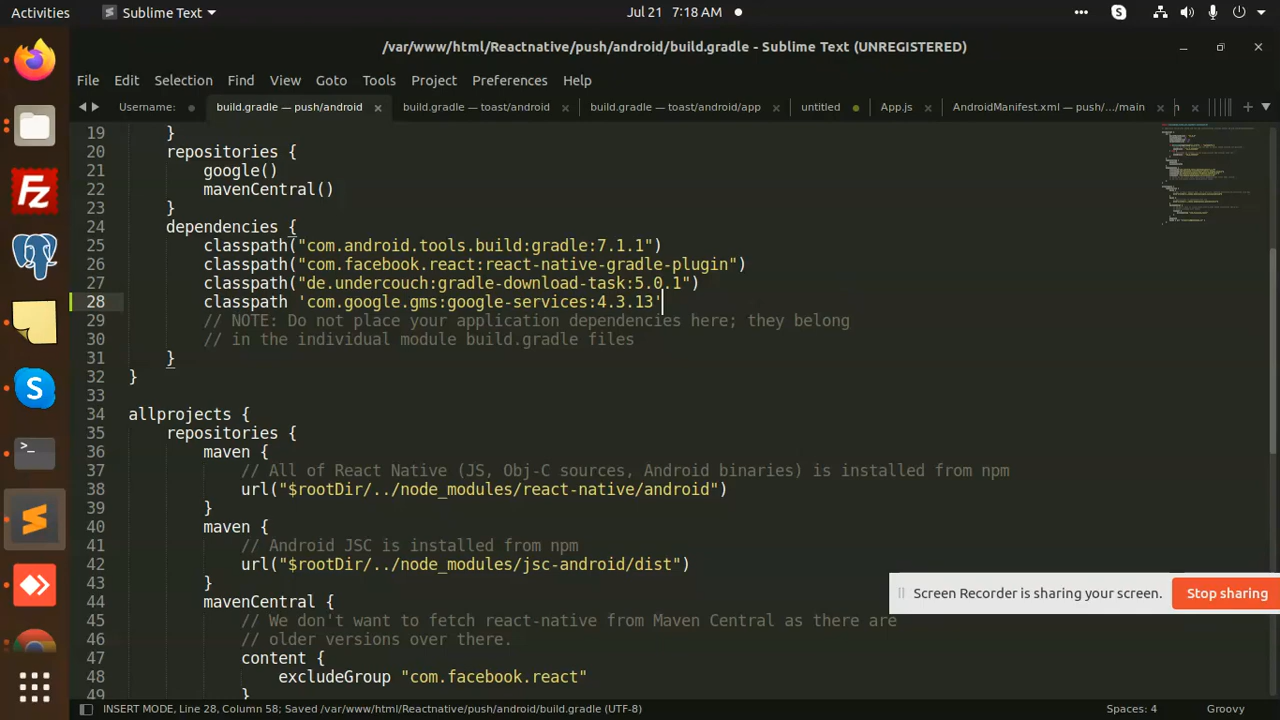 Activities
Sublime Text
Jul 21 7:18 AM
/var/www/html/Reactnative/push/android/build.gradle - Sublime Text (UNREGISTERED)
File Edit Selection Find View Goto Tools Project Preferences Help
Username:
build.gradle — push/android
build.gradle — toast/android
build.gradle — toast/android/app
untitled
App.js
AndroidManifest.xml — push/.../main
19 }
20 repositories {
21 google()
22 mavenCentral()
23 }
24 dependencies {
25 classpath("com.android.tools.build:gradle:7.1.1")
26 classpath("com.facebook.react:react-native-gradle-plugin")
27 classpath("de.undercouch:gradle-download-task:5.0.1")
28 classpath 'com.google.gms:google-services:4.3.13'
29 // NOTE: Do not place your application dependencies here; they belong
30 // in the individual module build.gradle files
31 }
32 }
33
34 allprojects {
35 repositories {
36 maven {
37 // All of React Native (JS, Obj-C sources, Android binaries) is installed from npm
38 url("$rootDir/../node_modules/react-native/android")
39 }
40 maven {
41 // Android JSC is installed from npm
42 url("$rootDir/../node_modules/jsc-android/dist")
43 }
44 mavenCentral {
45 // We don't want to fetch react-native from Maven Central as there are
46 // older versions over there.
47 content {
48 excludeGroup "com.facebook.react"
49 }
Screen Recorder is sharing your screen.
Stop sharing
INSERT MODE, Line 28, Column 58; Saved /var/www/html/Reactnative/push/android/build.gradle (UTF-8)
Spaces: 4
Groovy